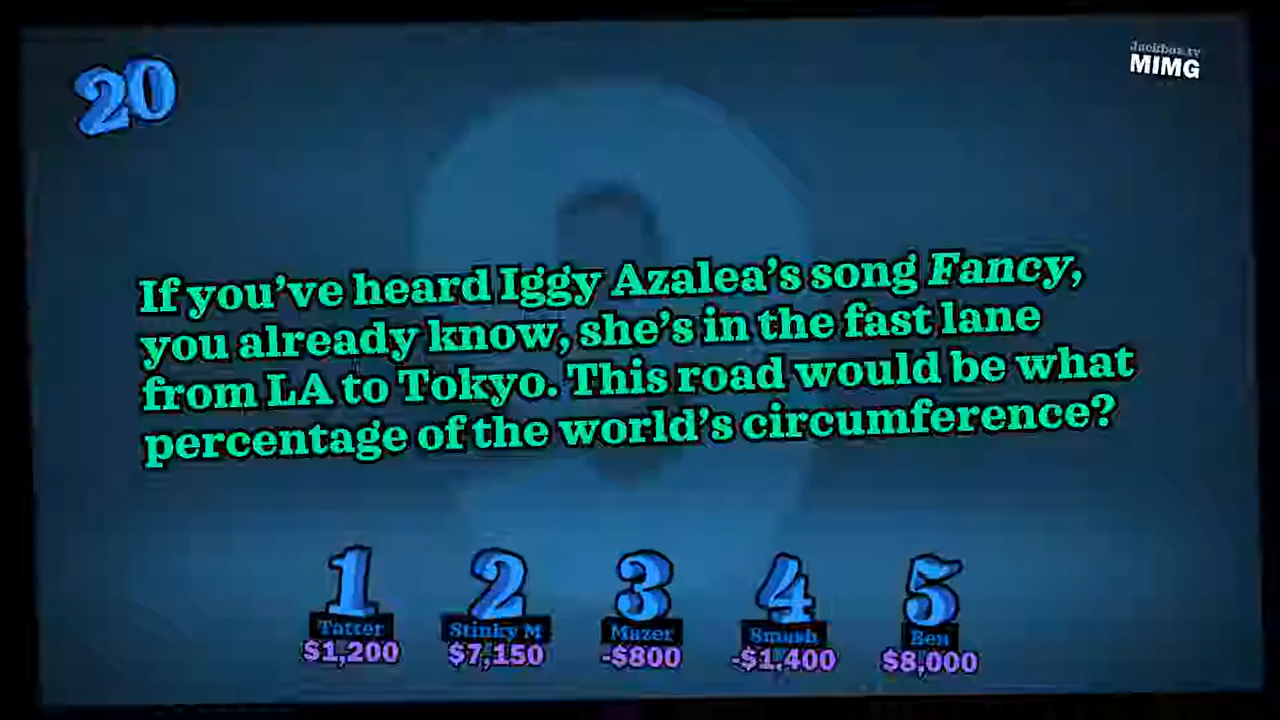 20
Jackbox.tv
MIMG
If you've heard Iggy Azalea's song Fancy,
you already know, she's in the fast lane
from LA to Tokyo. This road would be what
percentage of the world's circumference?
1 2 3 4 5
Tatter Stinky M Mazer Smush Ben
$1,200 $7,150 -$800 -$1,400 $8,000